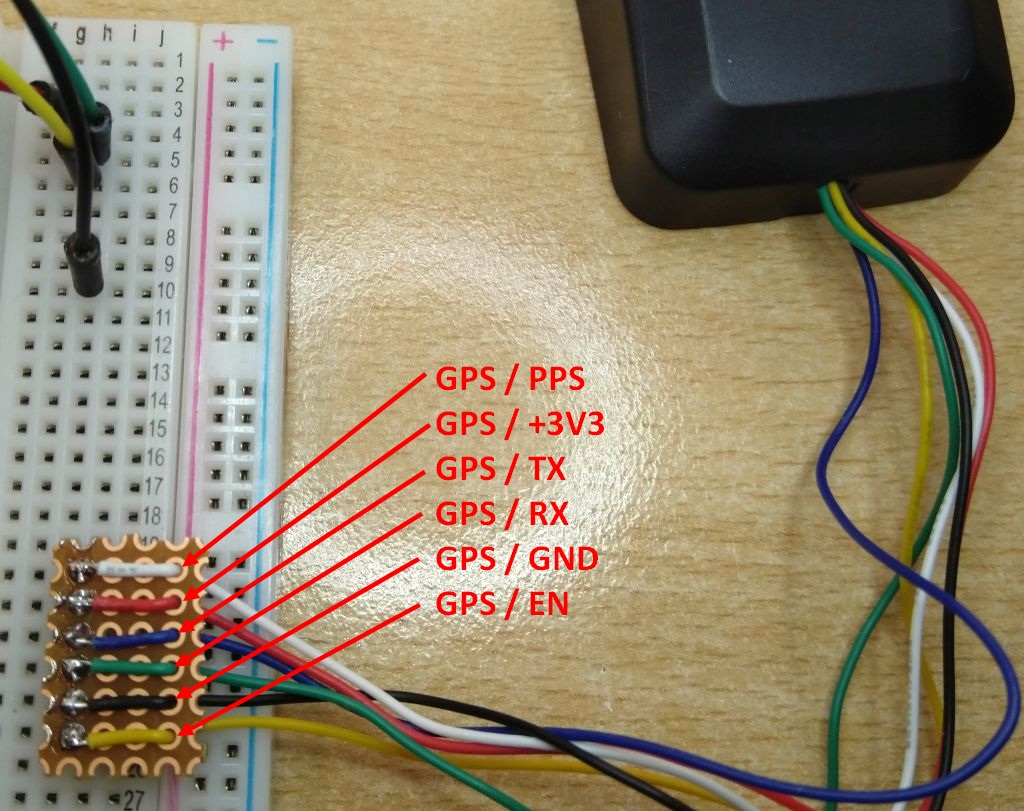 f g h i j + −
1
2
3
4
5
6
7
8
9
10
11
12
13
GPS / PPS
14
GPS / +3V3
15
16
GPS / TX
17
18
GPS / RX
19
GPS / GND
GPS / EN
27